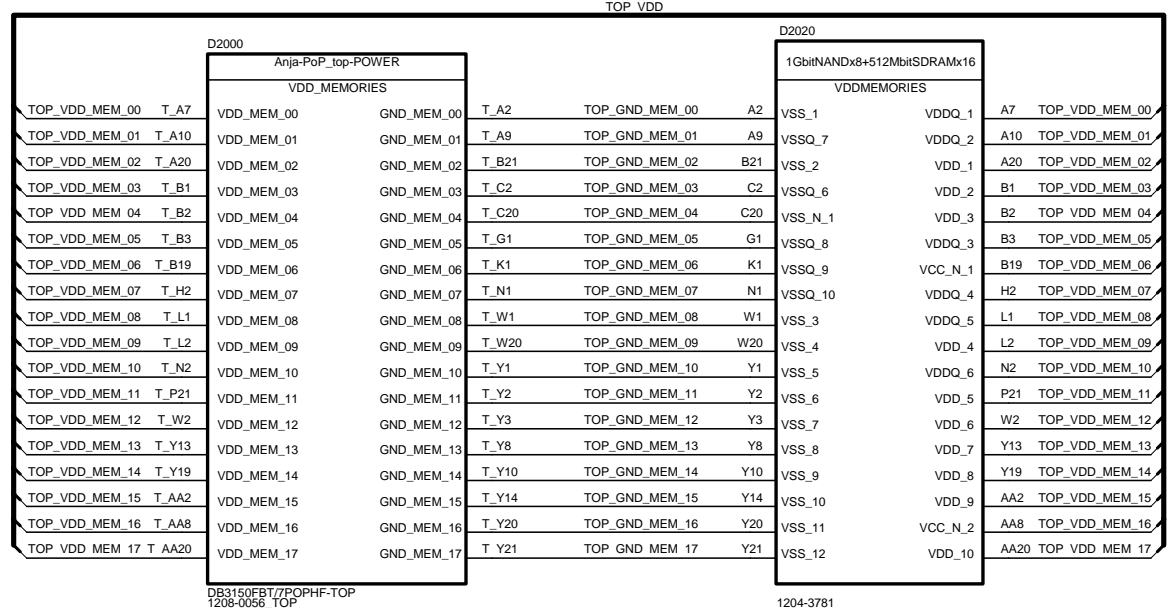 TOP_VDD
D2000 D2020
Anja-PoP_top-POWER 1GbitNANDx8+512MbitSDRAMx16
VDD_MEMORIES VDDMEMORIES
TOP_VDD_MEM_00 T_A7 VDD_MEM_00 GND_MEM_00 T_A2 TOP_GND_MEM_00 A2 VSS_1 VDDQ_1 A7 TOP_VDD_MEM_00
TOP_VDD_MEM_01 T_A10 VDD_MEM_01 GND_MEM_01 T_A9 TOP_GND_MEM_01 A9 VSSQ_7 VDDQ_2 A10 TOP_VDD_MEM_01
TOP_VDD_MEM_02 T_A20 VDD_MEM_02 GND_MEM_02 T_B21 TOP_GND_MEM_02 B21 VSS_2 VDD_1 A20 TOP_VDD_MEM_02
TOP_VDD_MEM_03 T_B1 VDD_MEM_03 GND_MEM_03 T_C2 TOP_GND_MEM_03 C2 VSSQ_6 VDD_2 B1 TOP_VDD_MEM_03
TOP_VDD_MEM_04 T_B2 VDD_MEM_04 GND_MEM_04 T_C20 TOP_GND_MEM_04 C20 VSS_N_1 VDD_3 B2 TOP_VDD_MEM_04
TOP_VDD_MEM_05 T_B3 VDD_MEM_05 GND_MEM_05 T_G1 TOP_GND_MEM_05 G1 VSSQ_8 VDDQ_3 B3 TOP_VDD_MEM_05
TOP_VDD_MEM_06 T_B19 VDD_MEM_06 GND_MEM_06 T_K1 TOP_GND_MEM_06 K1 VSSQ_9 VCC_N_1 B19 TOP_VDD_MEM_06
TOP_VDD_MEM_07 T_H2 VDD_MEM_07 GND_MEM_07 T_N1 TOP_GND_MEM_07 N1 VSSQ_10 VDDQ_4 H2 TOP_VDD_MEM_07
TOP_VDD_MEM_08 T_L1 VDD_MEM_08 GND_MEM_08 T_W1 TOP_GND_MEM_08 W1 VSS_3 VDDQ_5 L1 TOP_VDD_MEM_08
TOP_VDD_MEM_09 T_L2 VDD_MEM_09 GND_MEM_09 T_W20 TOP_GND_MEM_09 W20 VSS_4 VDD_4 L2 TOP_VDD_MEM_09
TOP_VDD_MEM_10 T_N2 VDD_MEM_10 GND_MEM_10 T_Y1 TOP_GND_MEM_10 Y1 VSS_5 VDDQ_6 N2 TOP_VDD_MEM_10
TOP_VDD_MEM_11 T_P21 VDD_MEM_11 GND_MEM_11 T_Y2 TOP_GND_MEM_11 Y2 VSS_6 VDD_5 P21 TOP_VDD_MEM_11
TOP_VDD_MEM_12 T_W2 VDD_MEM_12 GND_MEM_12 T_Y3 TOP_GND_MEM_12 Y3 VSS_7 VDD_6 W2 TOP_VDD_MEM_12
TOP_VDD_MEM_13 T_Y13 VDD_MEM_13 GND_MEM_13 T_Y8 TOP_GND_MEM_13 Y8 VSS_8 VDD_7 Y13 TOP_VDD_MEM_13
TOP_VDD_MEM_14 T_Y19 VDD_MEM_14 GND_MEM_14 T_Y10 TOP_GND_MEM_14 Y10 VSS_9 VDD_8 Y19 TOP_VDD_MEM_14
TOP_VDD_MEM_15 T_AA2 VDD_MEM_15 GND_MEM_15 T_Y14 TOP_GND_MEM_15 Y14 VSS_10 VDD_9 AA2 TOP_VDD_MEM_15
TOP_VDD_MEM_16 T_AA8 VDD_MEM_16 GND_MEM_16 T_Y20 TOP_GND_MEM_16 Y20 VSS_11 VCC_N_2 AA8 TOP_VDD_MEM_16
TOP_VDD_MEM_17 T_AA20 VDD_MEM_17 GND_MEM_17 T_Y21 TOP_GND_MEM_17 Y21 VSS_12 VDD_10 AA20 TOP_VDD_MEM_17
DB3150FBT/7POPHF-TOP
1208-0056_TOP 1204-3781